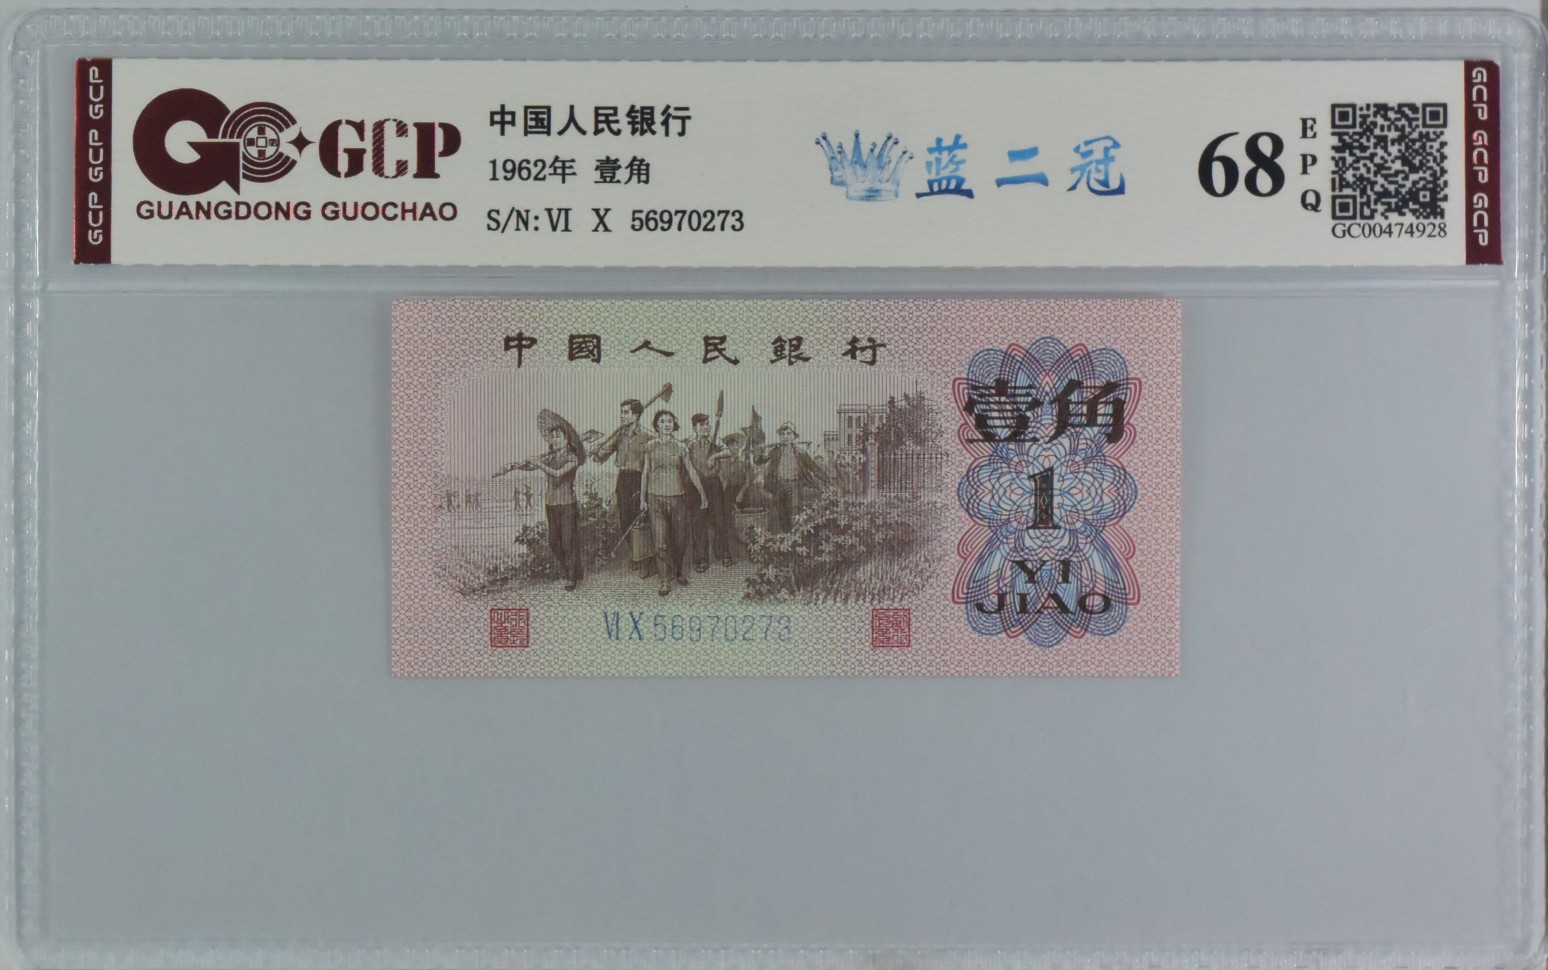 GCP GCP GCP
GCP
GUANGDONG GUOCHAO
中国人民银行
1962年 壹角
S/N: VI X 56970273
蓝二冠
68
EPQ
GC00474928
GCP GCP GCP
中國人民銀行
壹角
1
YI
JIAO
VI X 56970273